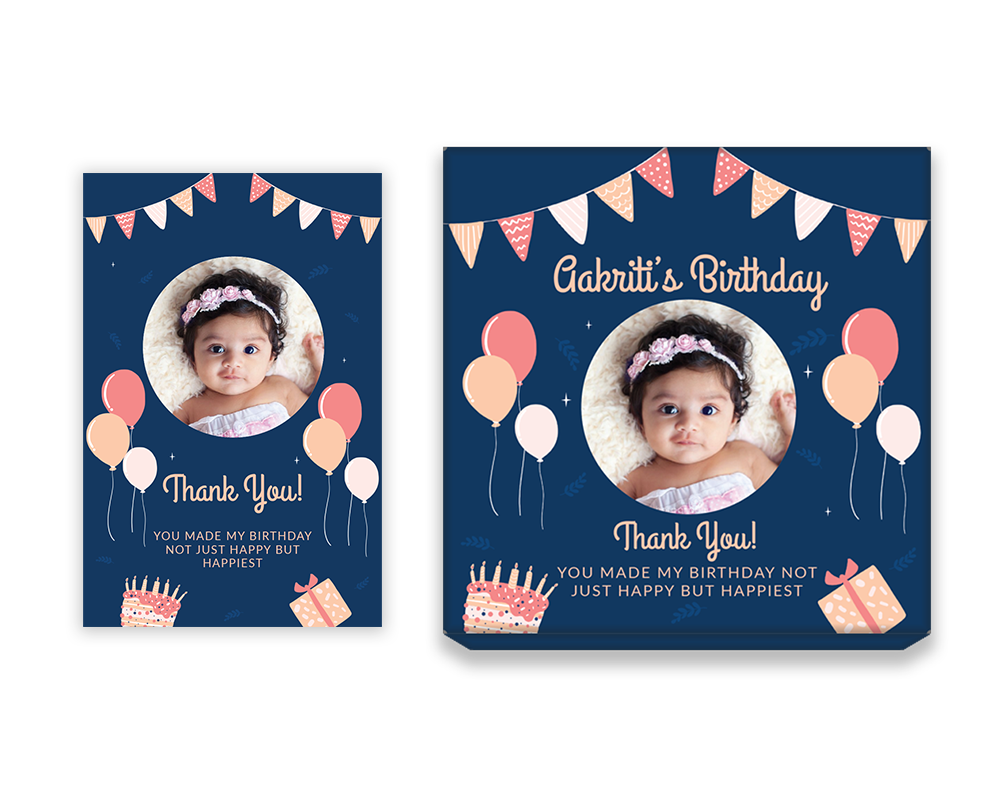 Thank You!
YOU MADE MY BIRTHDAY
NOT JUST HAPPY BUT
HAPPIEST
Aakriti's Birthday
Thank You!
YOU MADE MY BIRTHDAY NOT
JUST HAPPY BUT HAPPIEST